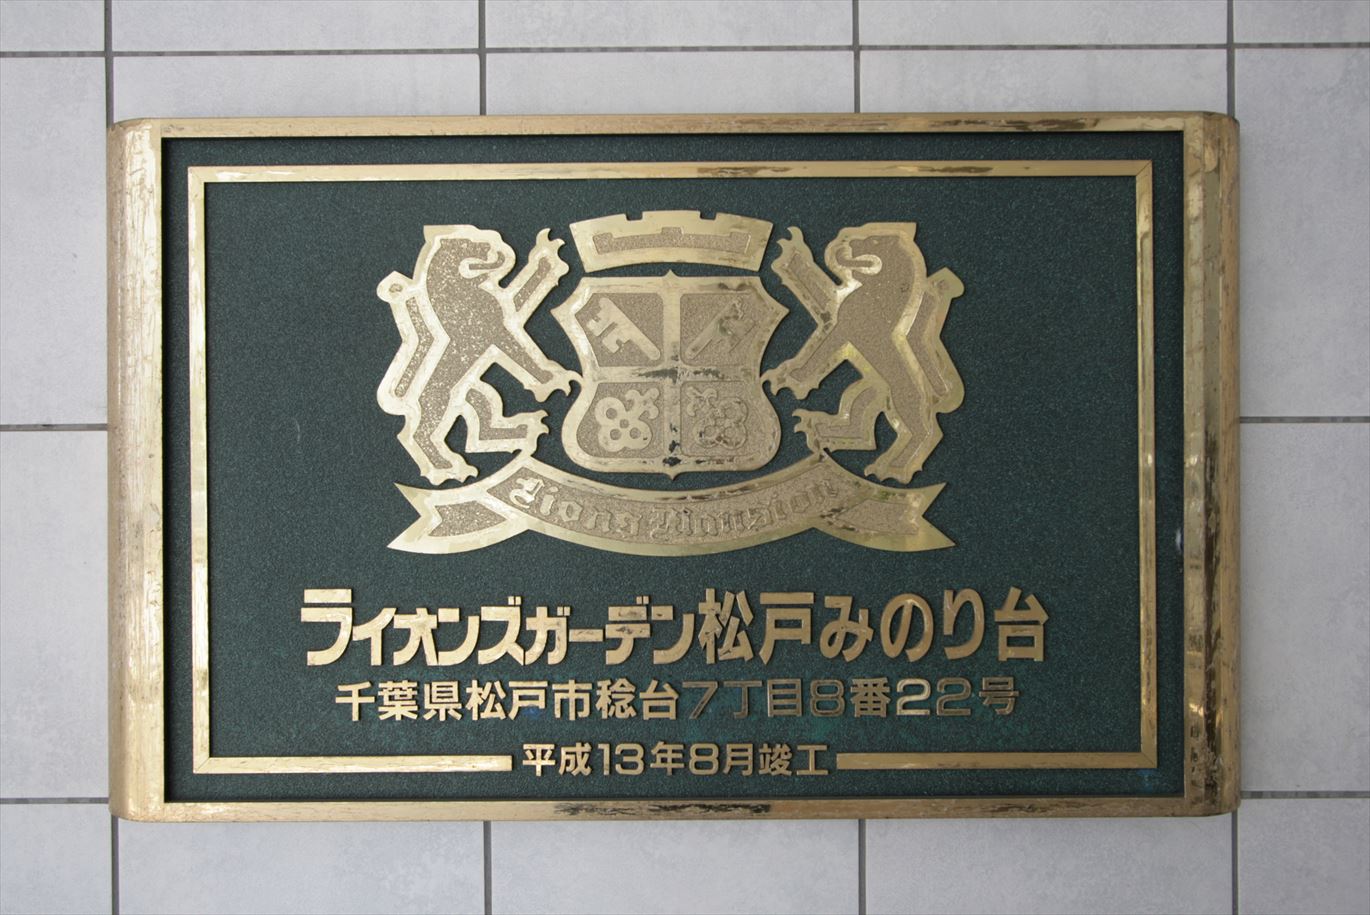 Lions Mansion
ライオンズガーデン松戸みのり台
千葉県松戸市稔台7丁目8番22号
平成13年8月竣工